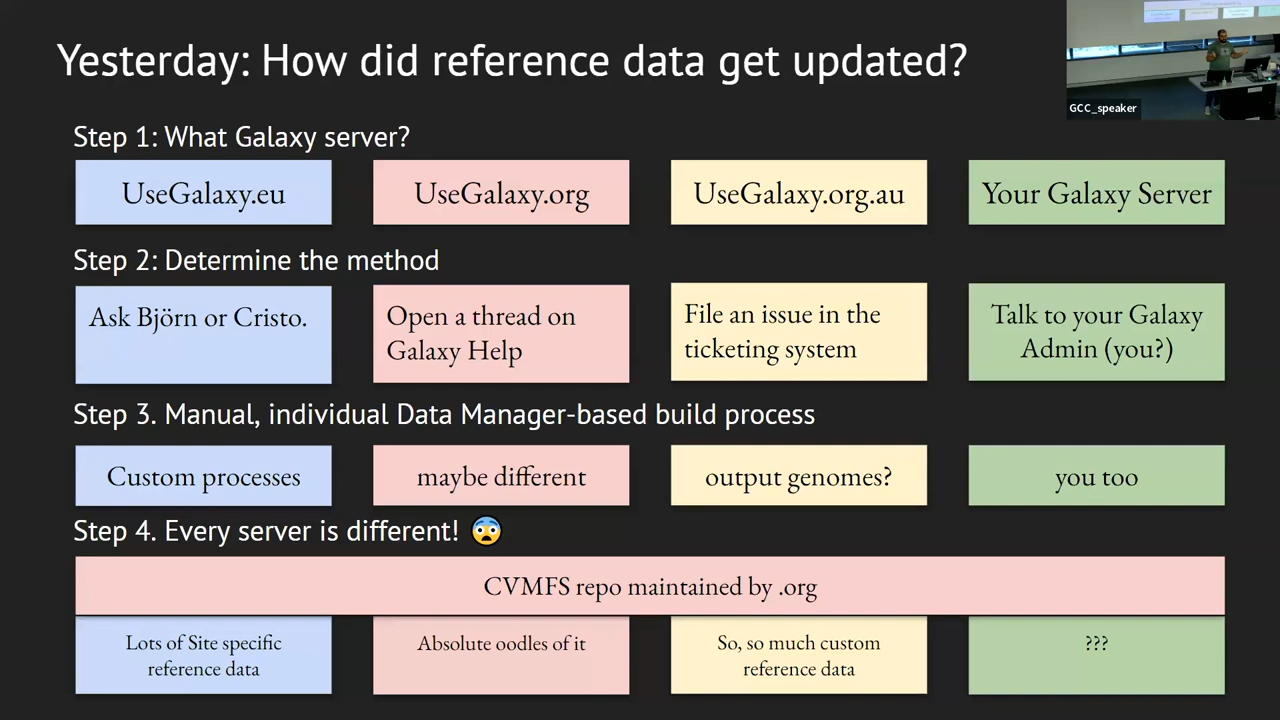 Yesterday: How did reference data get updated?
GCC_speaker
Step 1: What Galaxy server?
UseGalaxy.eu
UseGalaxy.org
UseGalaxy.org.au
Your Galaxy Server
Step 2: Determine the method
Ask Björn or Cristo.
Open a thread on
Galaxy Help
File an issue in the
ticketing system
Talk to your Galaxy
Admin (you?)
Step 3. Manual, individual Data Manager-based build process
Custom processes
maybe different
output genomes?
you too
Step 4. Every server is different! 😨
CVMFS repo maintained by .org
Lots of Site specific
reference data
Absolute oodles of it
So, so much custom
reference data
???